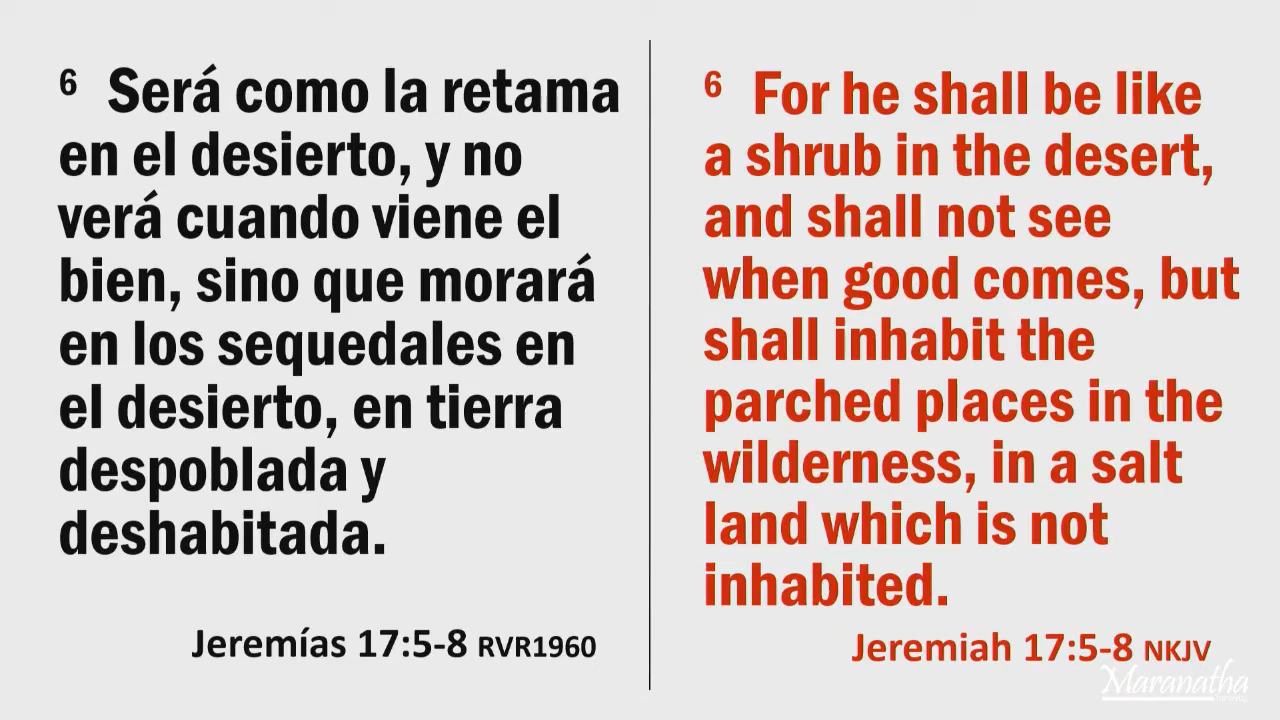 6 Será como la retama
en el desierto, y no
verá cuando viene el
bien, sino que morará
en los sequedales en
el desierto, en tierra
despoblada y
deshabitada.
Jeremías 17:5-8 RVR1960
6 For he shall be like
a shrub in the desert,
and shall not see
when good comes, but
shall inhabit the
parched places in the
wilderness, in a salt
land which is not
inhabited.
Jeremiah 17:5-8 NKJV
Maranatha